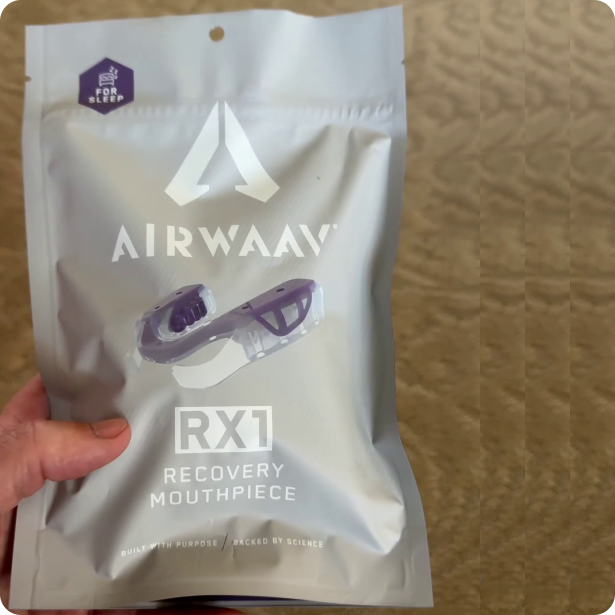 FOR
SLEEP
AIRWAAV
RX1
RECOVERY
MOUTHPIECE
BUILT WITH PURPOSE / BACKED BY SCIENCE